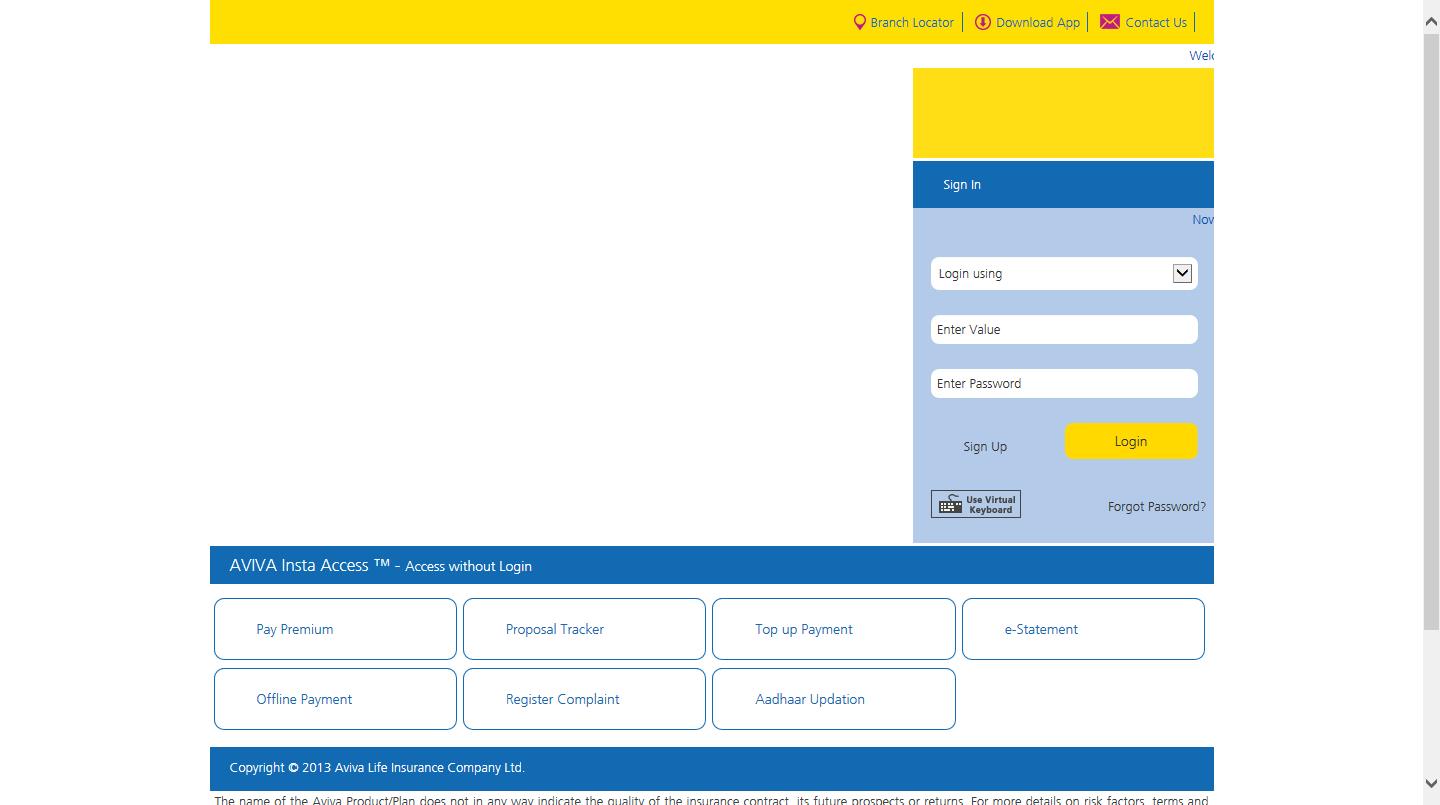 Branch Locator
Download App
Contact Us
Sign In
Login using
Enter Value
Enter Password
Sign Up
Login
Use Virtual
Keyboard
Forgot Password?
AVIVA Insta Access ™ - Access without Login
Pay Premium
Proposal Tracker
Top up Payment
e-Statement
Offline Payment
Register Complaint
Aadhaar Updation
Copyright © 2013 Aviva Life Insurance Company Ltd.
The name of the Aviva Product/Plan does not in any way indicate the quality of the insurance contract, its future prospects or returns. For more details on risk factors, terms and